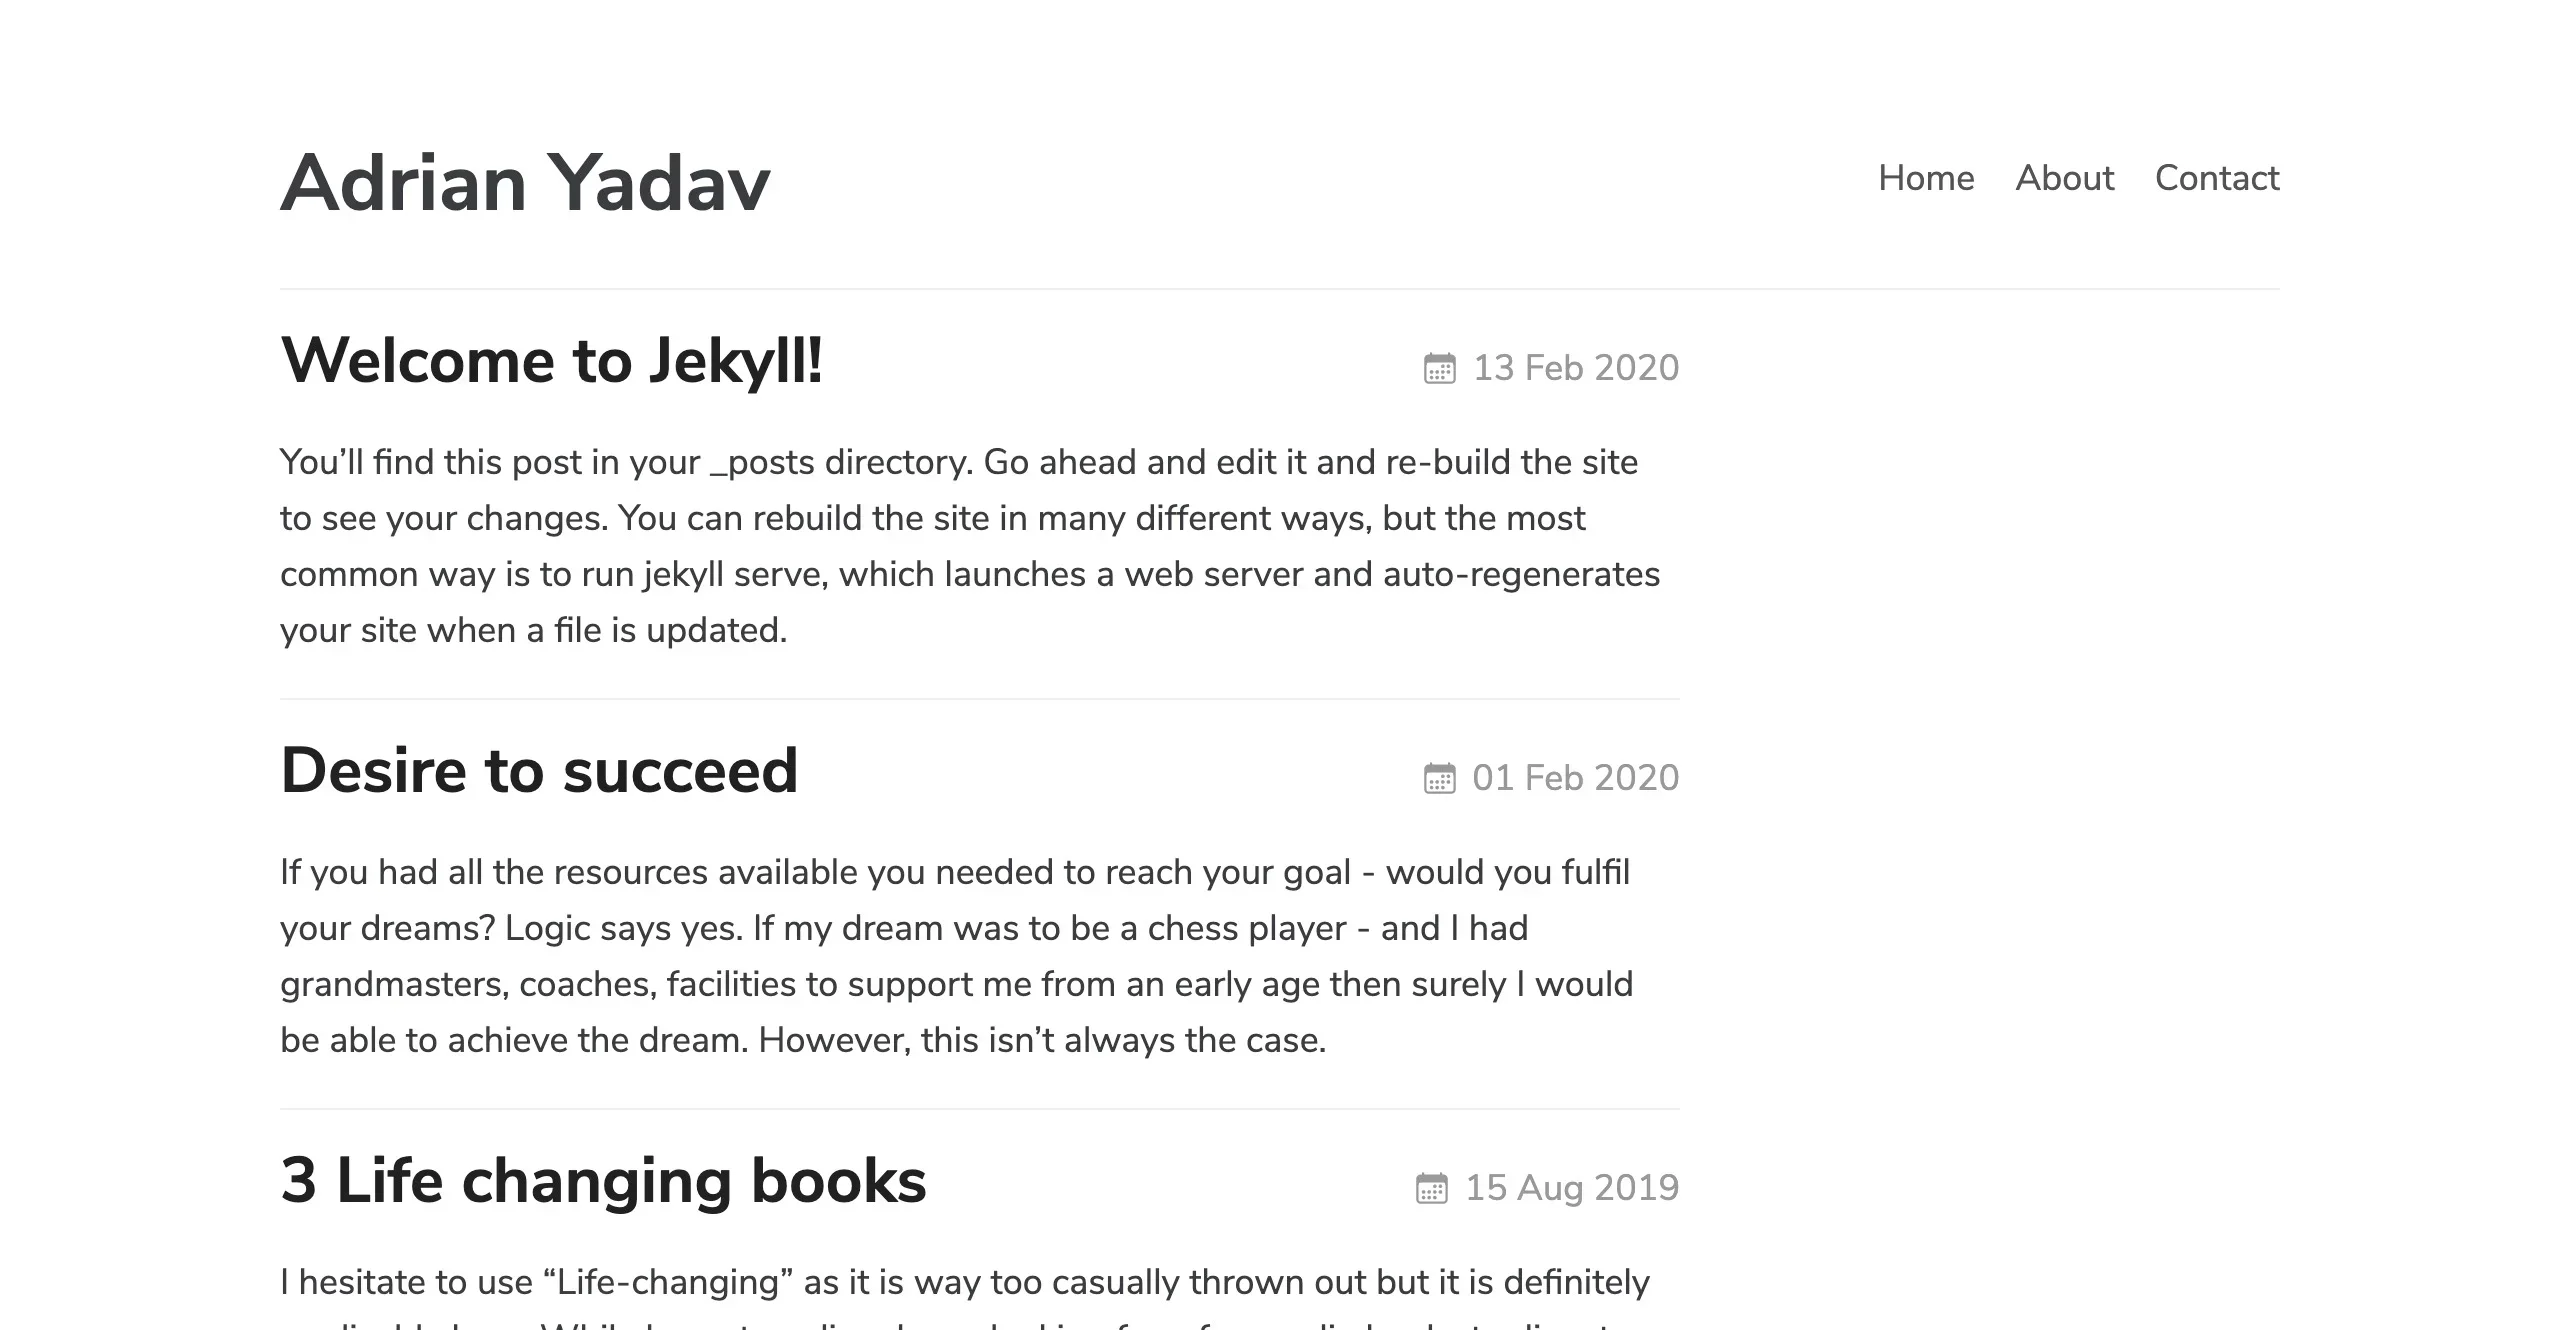 Adrian Yadav
Home About Contact
Welcome to Jekyll!
13 Feb 2020
You’ll find this post in your _posts directory. Go ahead and edit it and re-build the site
to see your changes. You can rebuild the site in many different ways, but the most
common way is to run jekyll serve, which launches a web server and auto-regenerates
your site when a file is updated.
Desire to succeed
01 Feb 2020
If you had all the resources available you needed to reach your goal - would you fulfil
your dreams? Logic says yes. If my dream was to be a chess player - and I had
grandmasters, coaches, facilities to support me from an early age then surely I would
be able to achieve the dream. However, this isn’t always the case.
3 Life changing books
15 Aug 2019
I hesitate to use “Life-changing” as it is way too casually thrown out but it is definitely